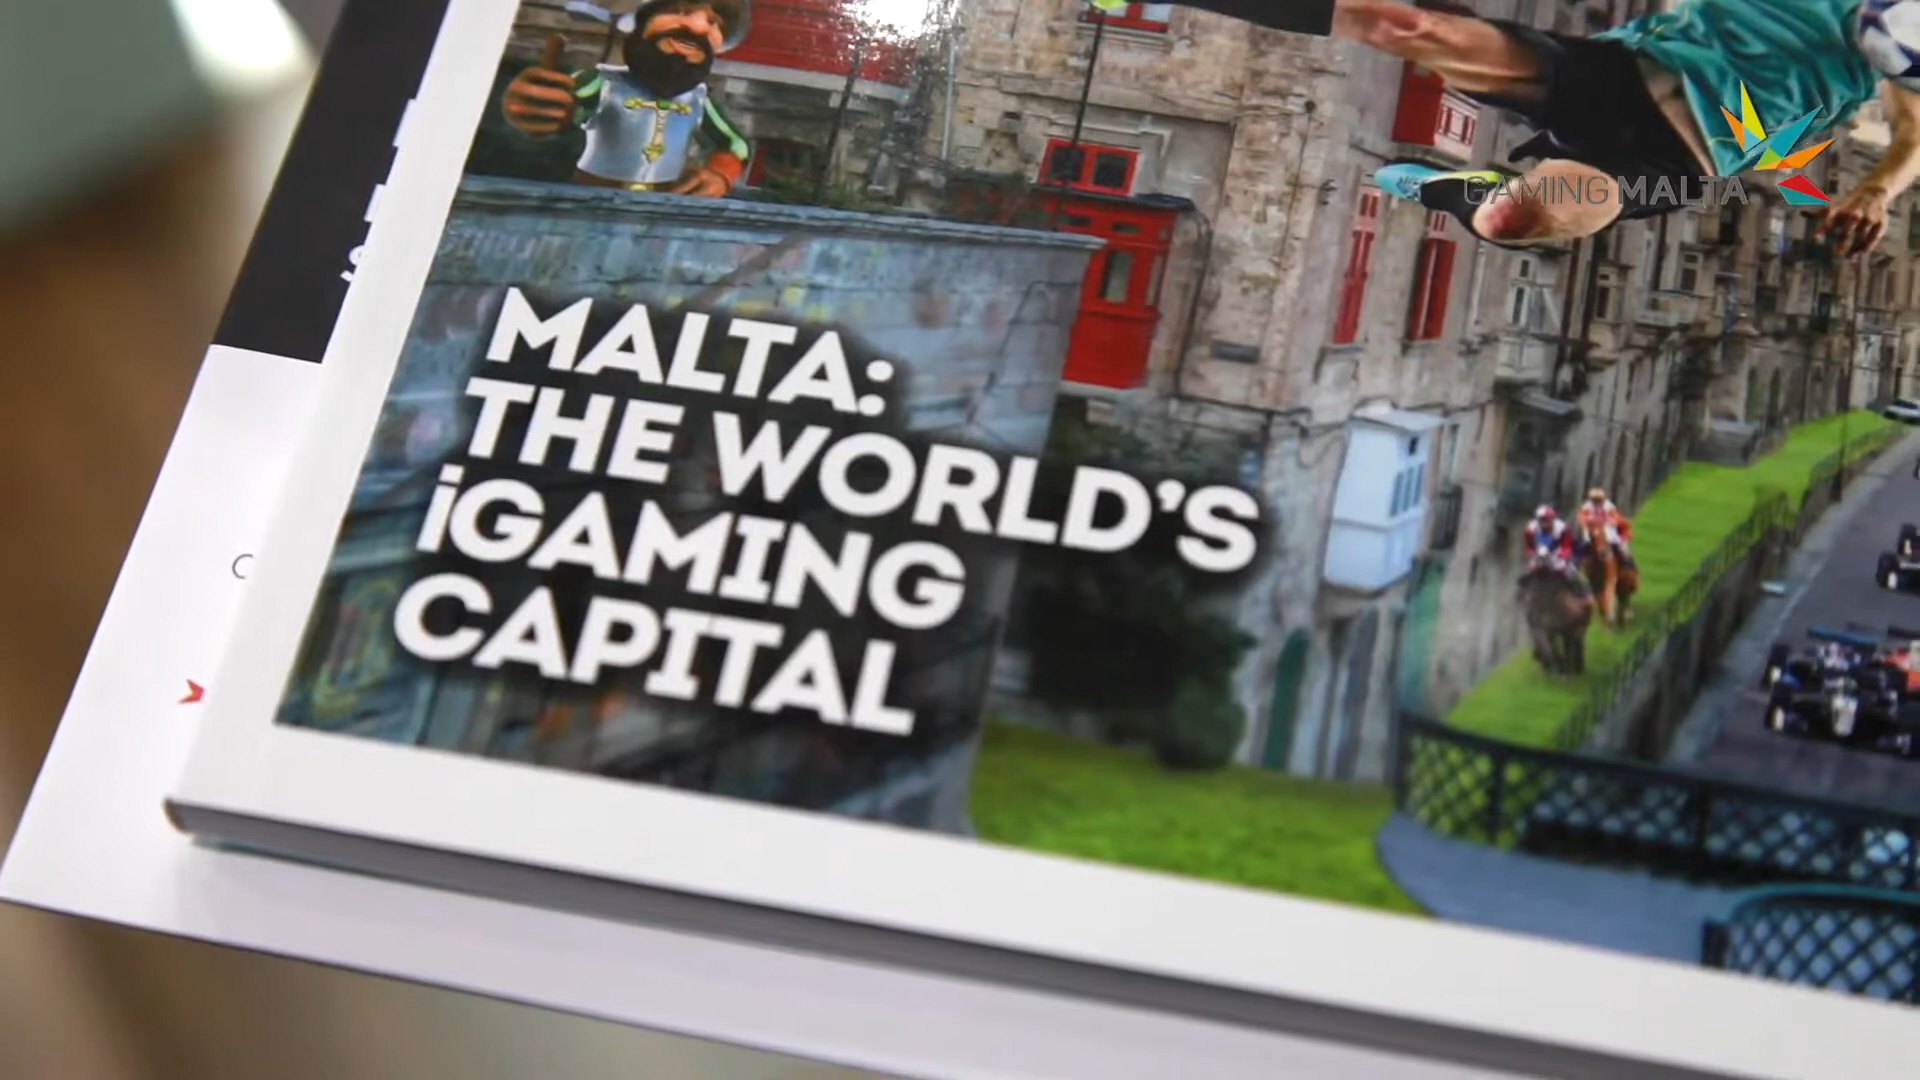 GAMING MALTA
MALTA:
THE WORLD'S
iGAMING
CAPITAL